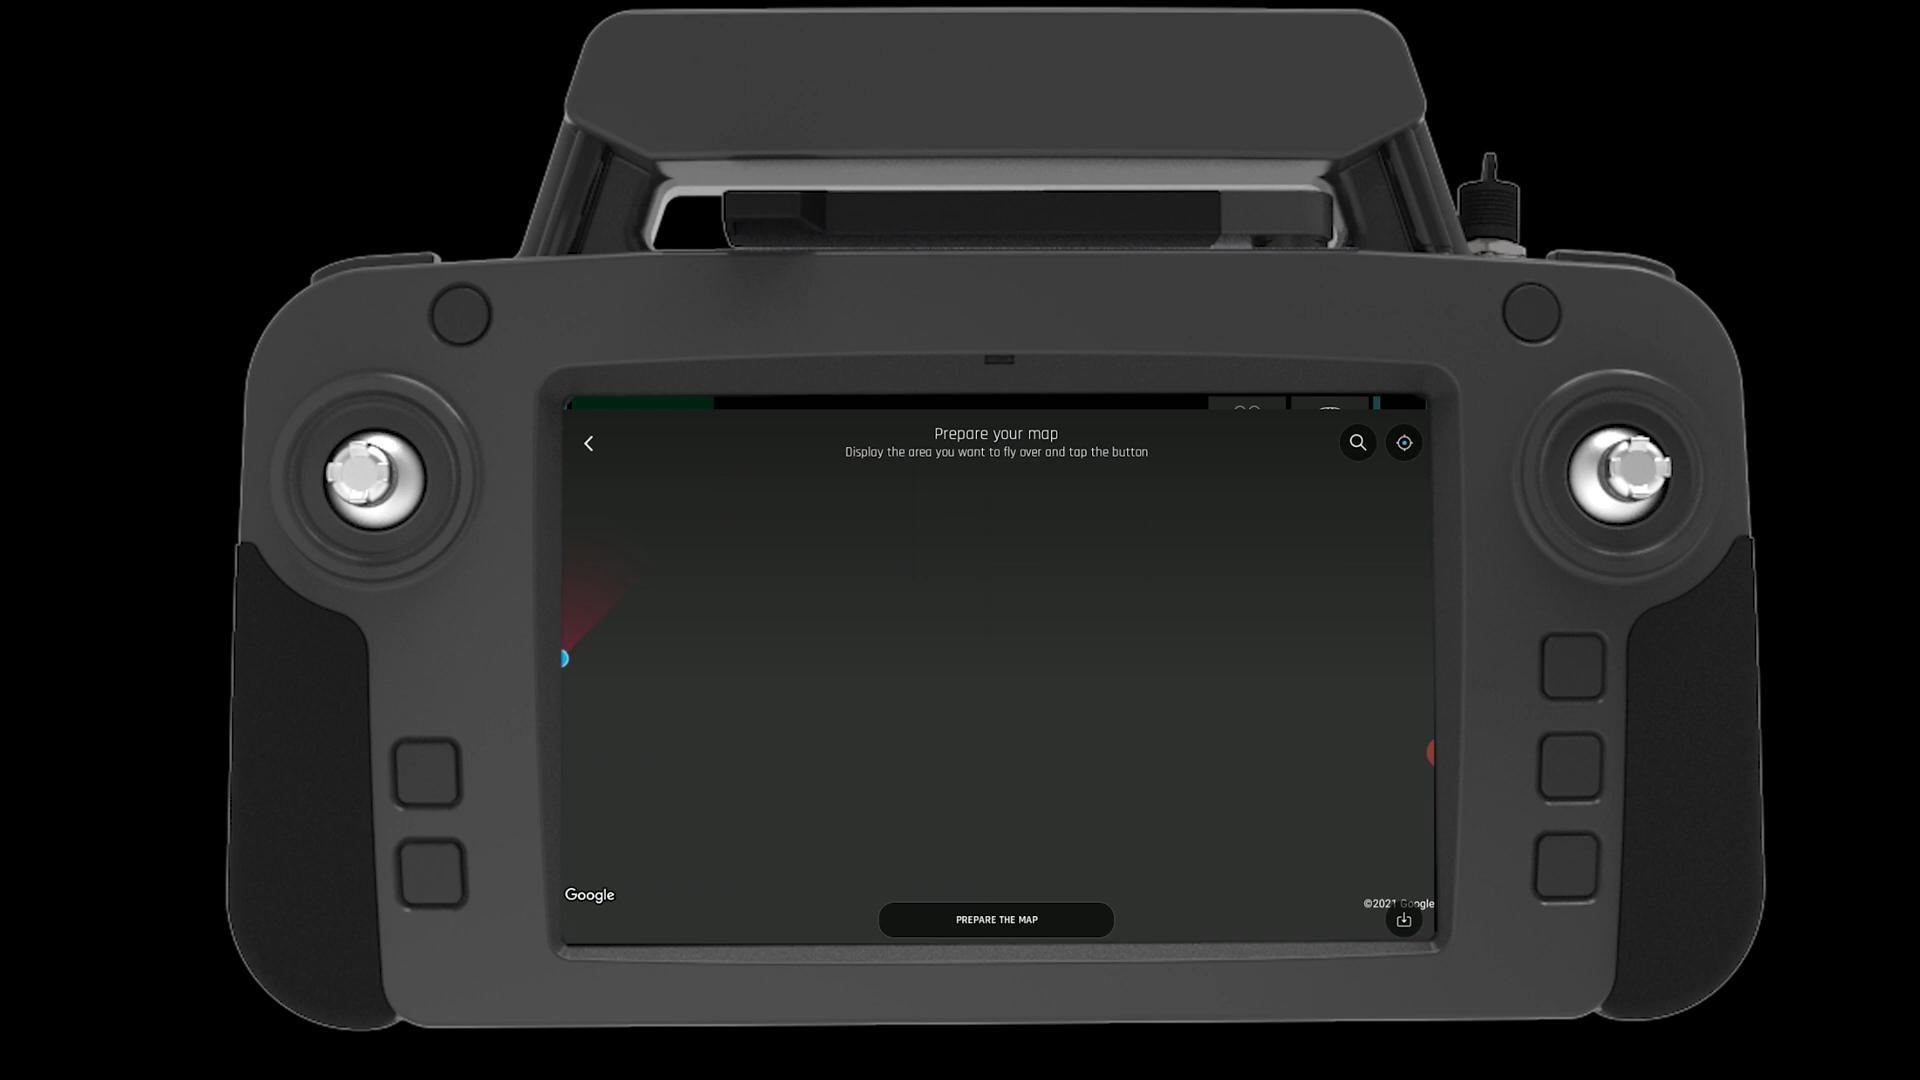 Prepare your map
Display the area you want to fly over and tap the button
Google
©2021 Google
PREPARE THE MAP